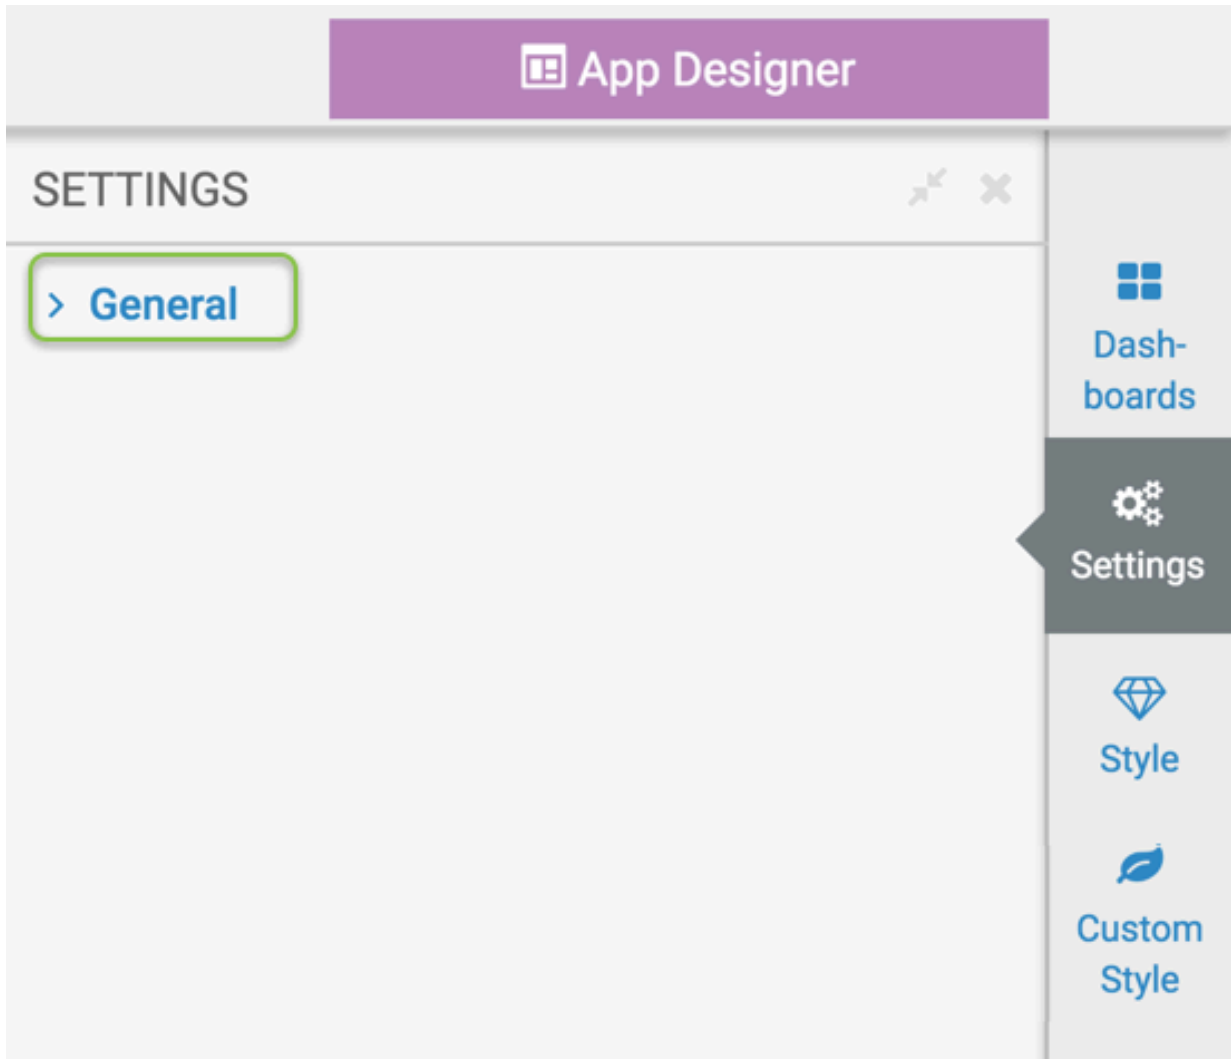 App Designer
SETTINGS
General
Dash-
boards
Settings
Style
Custom
Style